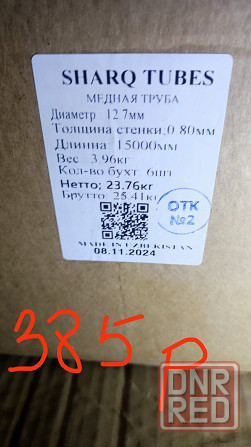 SHARQ TUBES
МЕДНАЯ ТРУБА
Диаметр :12.7мм
Толщина стенки:0.80мм
Длинна : 15000мм
Вес : 3.96кг
Кол-во бухт: 6шт
Нетто; 23.76кг
Брутто: 25.41кг
ОТК
№2
MADE IN UZBEKISTAN
08.11.2024
385 р
DNR
RED